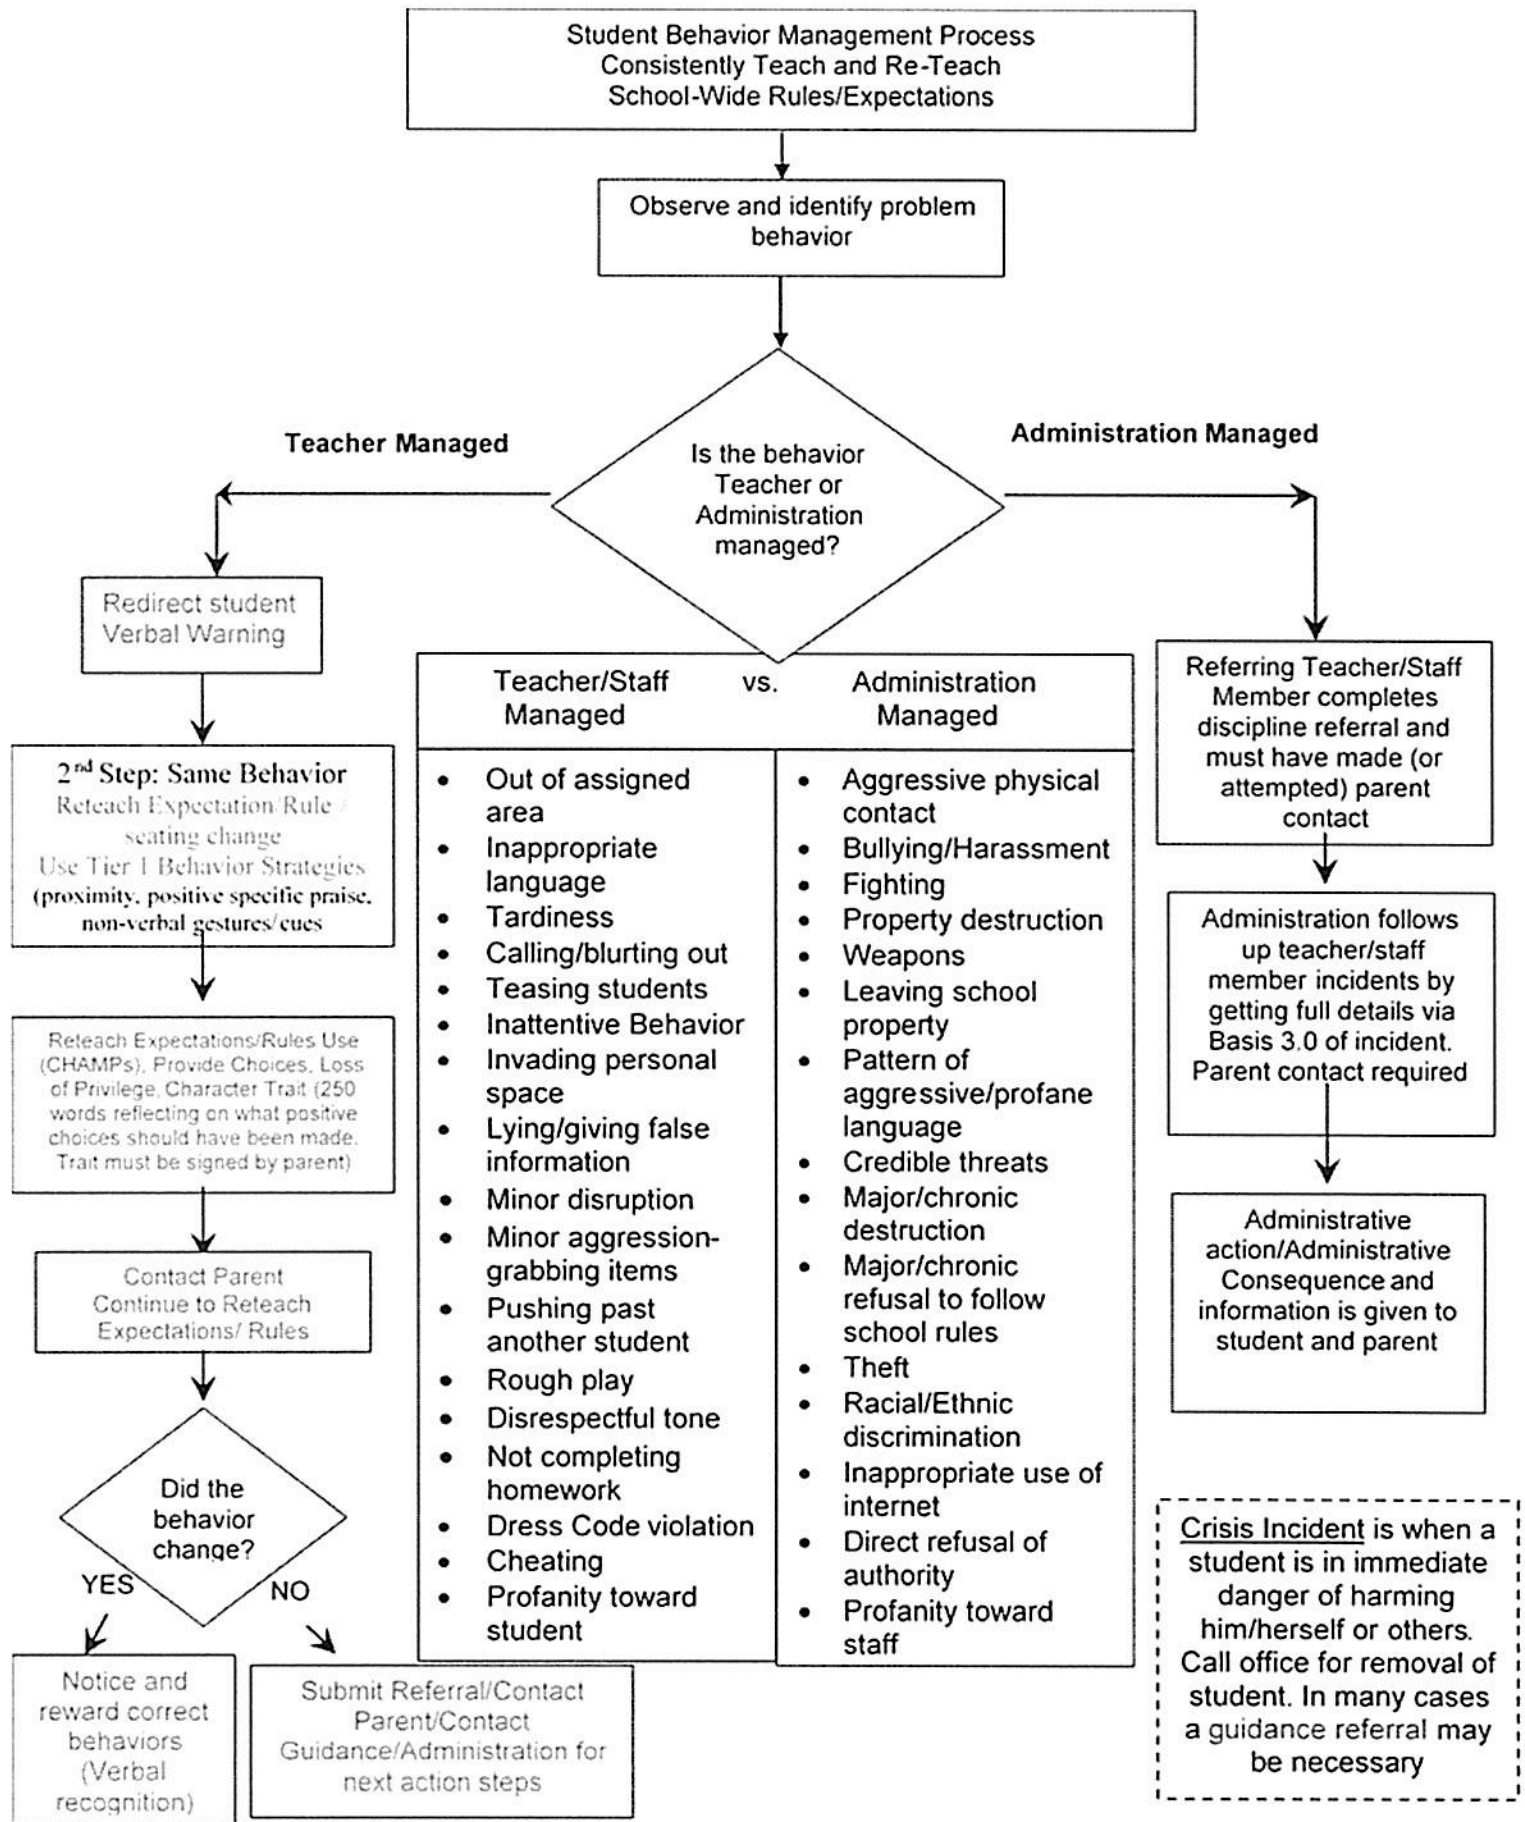 Student Behavior Management Process
Consistently Teach and Re-Teach
School-Wide Rules/Expectations
Observe and identify problem
behavior
Is the behavior
Teacher or
Administration
managed?
Teacher Managed
Administration Managed
Redirect student
Verbal Warning
2nd Step: Same Behavior
Reteach Expectation/Rule /
seating change
Use Tier 1 Behavior Strategies
(proximity, positive specific praise,
non-verbal gestures/cues
Reteach Expectations/Rules Use
(CHAMPs), Provide Choices, Loss
of Privilege, Character Trait (250
words reflecting on what positive
choices should have been made.
Trait must be signed by parent)
Contact Parent
Continue to Reteach
Expectations/ Rules
Did the
behavior
change?
YES
NO
Notice and
reward correct
behaviors
(Verbal
recognition)
Submit Referral/Contact
Parent/Contact
Guidance/Administration for
next action steps
Teacher/Staff vs. Administration
Managed Managed
• Out of assigned
area
• Inappropriate
language
• Tardiness
• Calling/blurting out
• Teasing students
• Inattentive Behavior
• Invading personal
space
• Lying/giving false
information
• Minor disruption
• Minor aggression-
grabbing items
• Pushing past
another student
• Rough play
• Disrespectful tone
• Not completing
homework
• Dress Code violation
• Cheating
• Profanity toward
student
• Aggressive physical
contact
• Bullying/Harassment
• Fighting
• Property destruction
• Weapons
• Leaving school
property
• Pattern of
aggressive/profane
language
• Credible threats
• Major/chronic
destruction
• Major/chronic
refusal to follow
school rules
• Theft
• Racial/Ethnic
discrimination
• Inappropriate use of
internet
• Direct refusal of
authority
• Profanity toward
staff
Referring Teacher/Staff
Member completes
discipline referral and
must have made (or
attempted) parent
contact
Administration follows
up teacher/staff
member incidents by
getting full details via
Basis 3.0 of incident.
Parent contact required
Administrative
action/Administrative
Consequence and
information is given to
student and parent
Crisis Incident is when a
student is in immediate
danger of harming
him/herself or others.
Call office for removal of
student. In many cases
a guidance referral may
be necessary